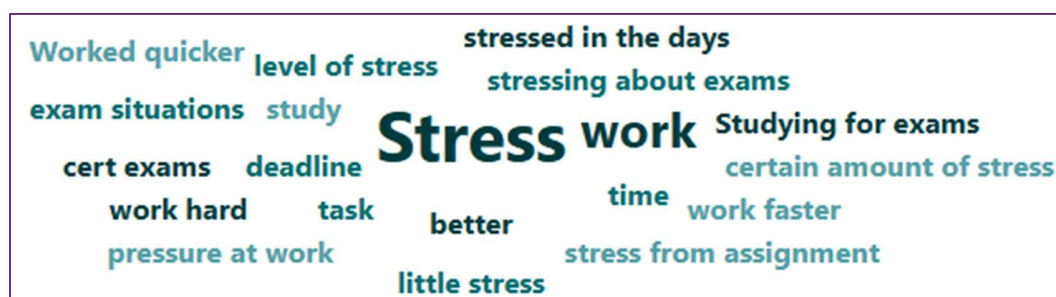 stressed in the days
Worked quicker
level of stress
stressing about exams
exam situations
study
Stress
work
Studying for exams
cert exams
deadline
certain amount of stress
time
work hard
task
work faster
better
pressure at work
stress from assignment
little stress